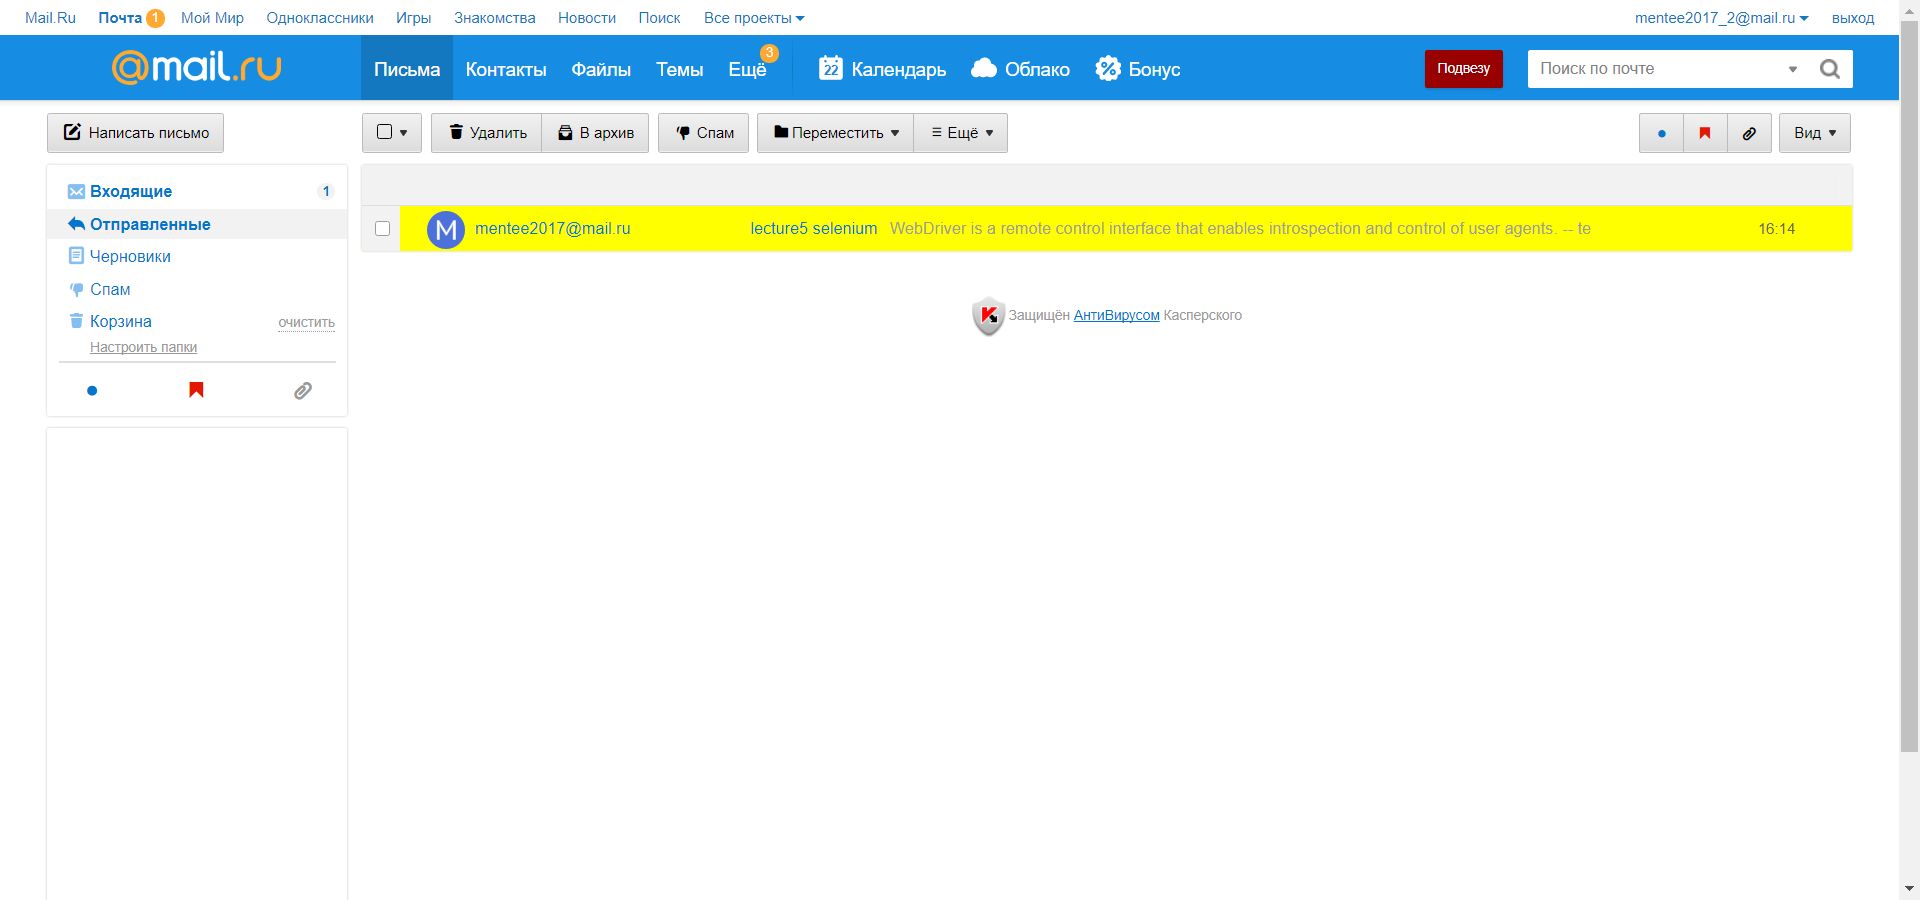 Mail.Ru Почта 1 Мой Мир Одноклассники Игры Знакомства Новости Поиск Все проекты mentee2017_2@mail.ru выход
@mail.ru Письма Контакты Файлы Темы Ещё 3 22 Календарь Облако Бонус Подвезу Поиск по почте
Написать письмо Удалить В архив Спам Переместить Ещё Вид
Входящие 1
Отправленные
Черновики
Спам
Корзина очистить
Настроить папки
M mentee2017@mail.ru lecture5 selenium WebDriver is a remote control interface that enables introspection and control of user agents. -- te 16:14
Защищён АнтиВирусом Касперского